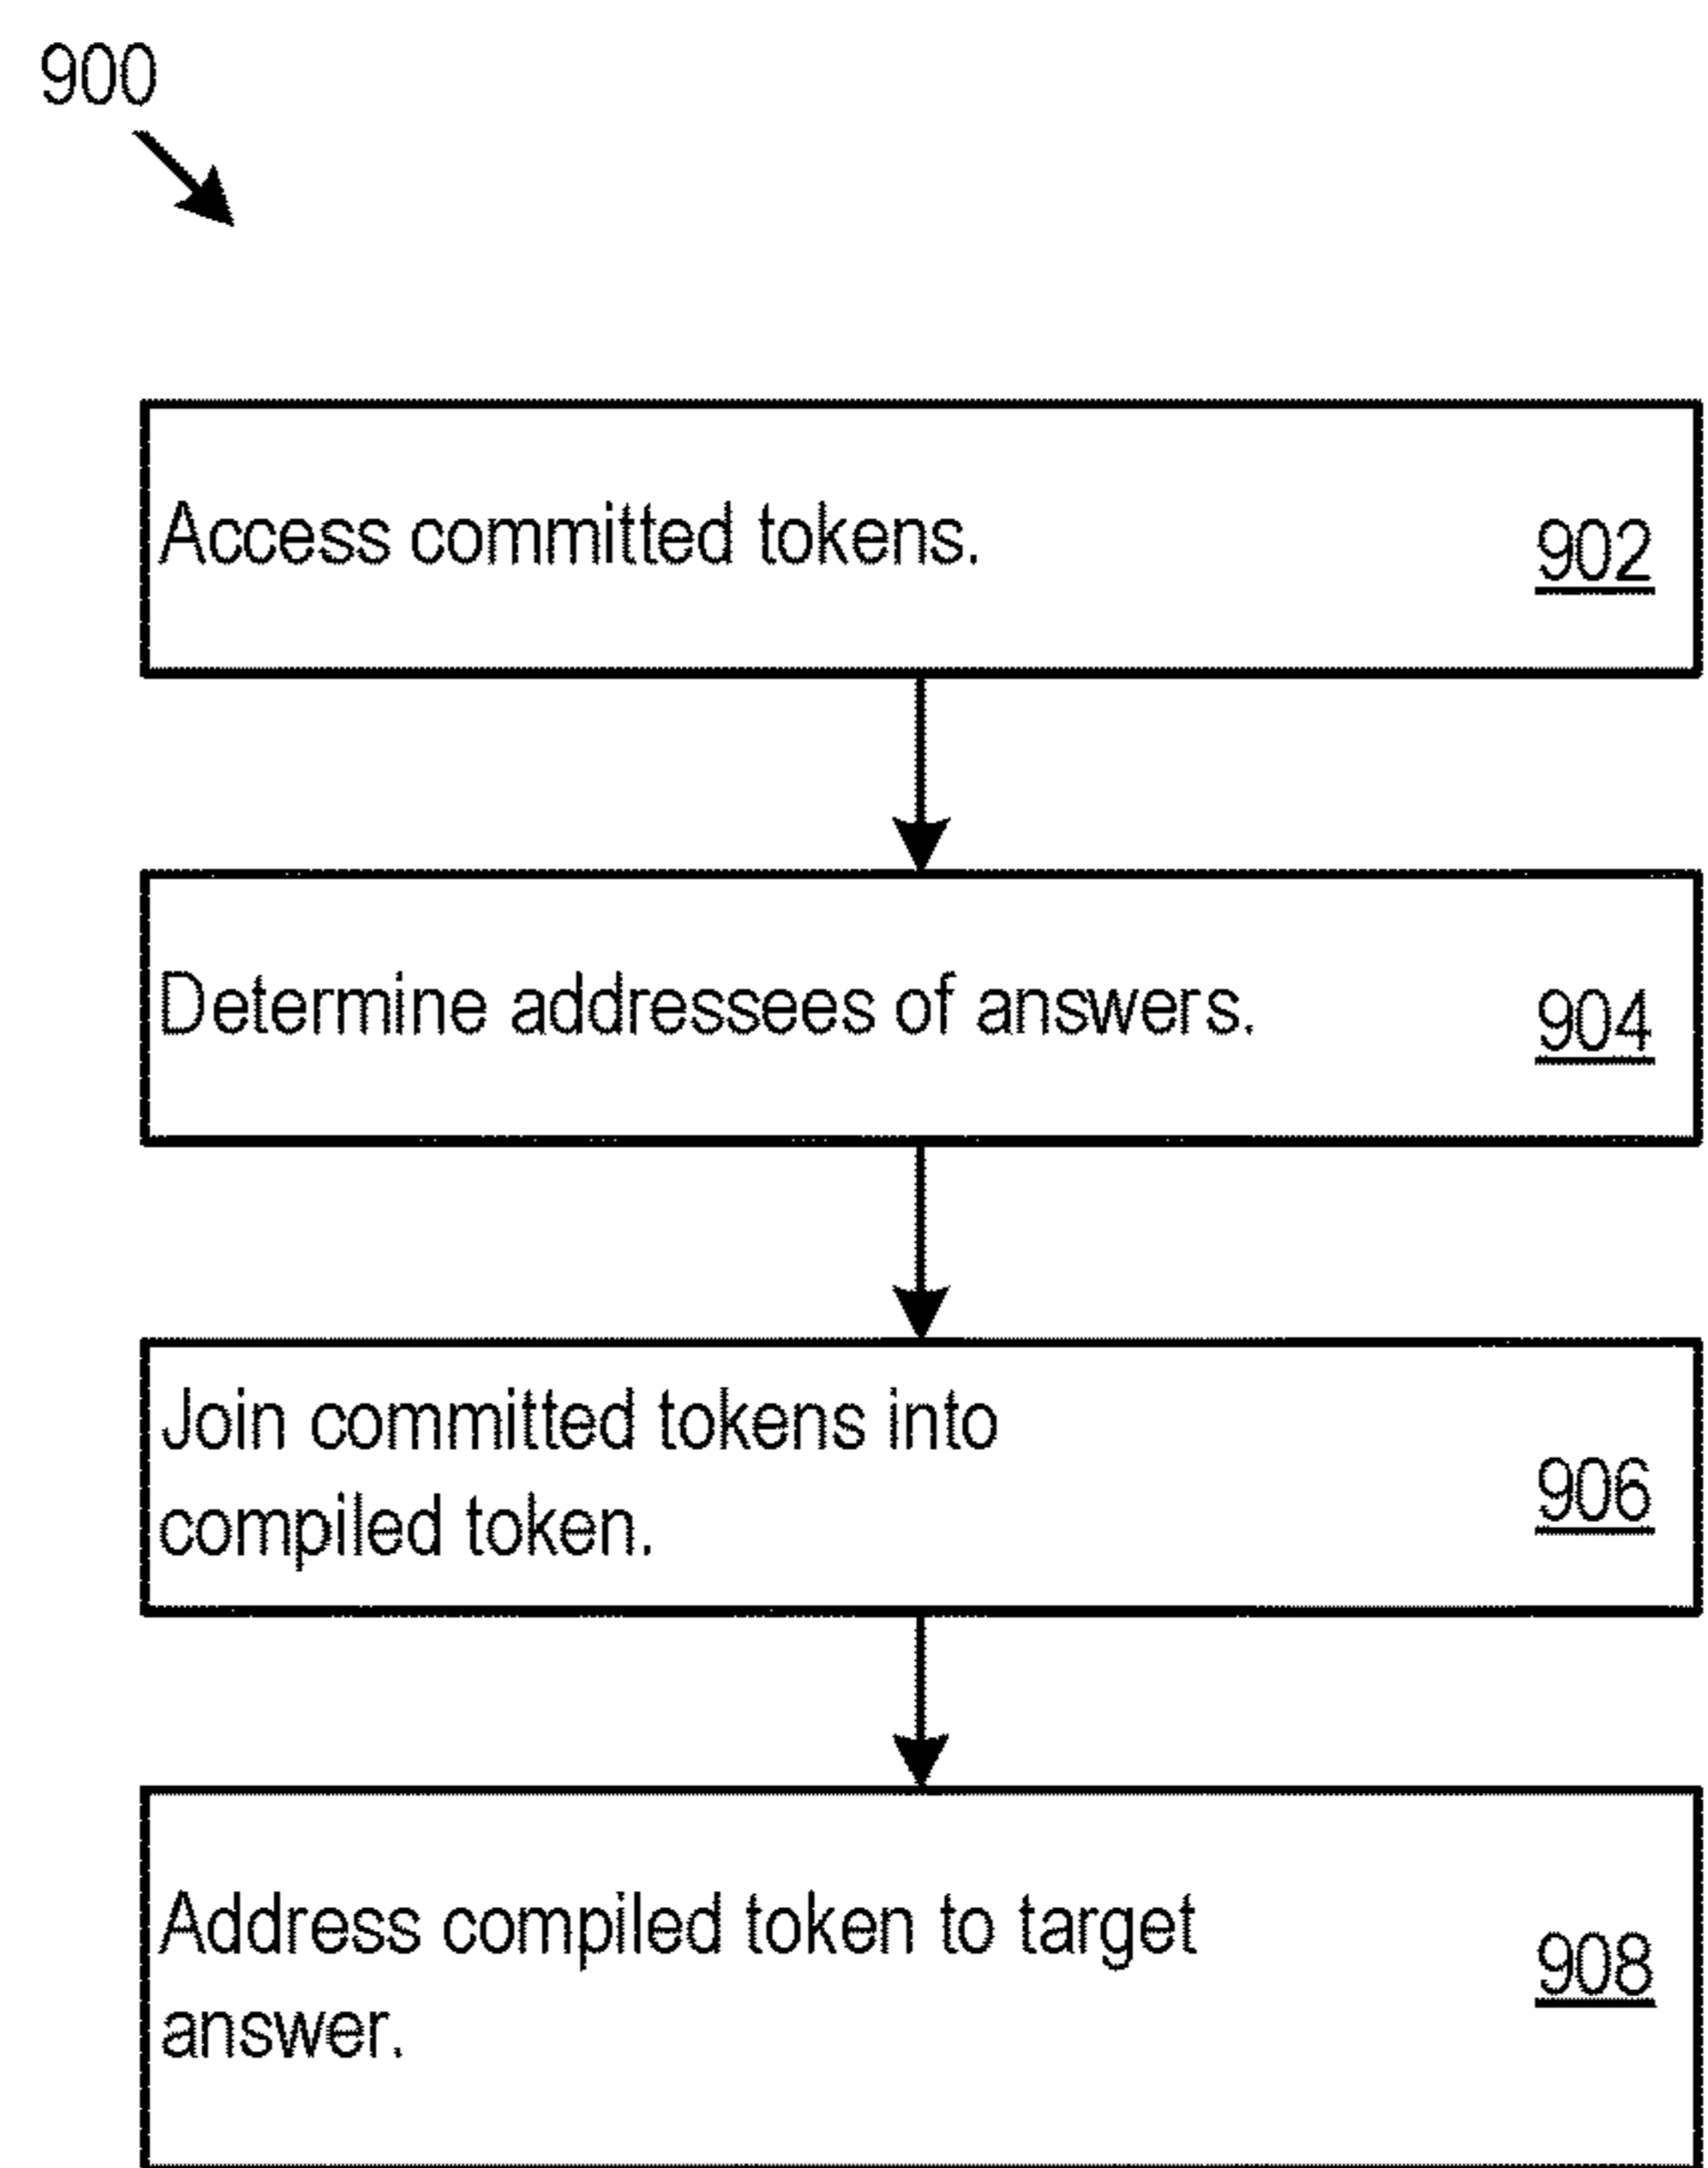 900
Access committed tokens.
902
Determine addressees of answers.
904
Join committed tokens into
compiled token.
906
Address compiled token to target
answer.
908